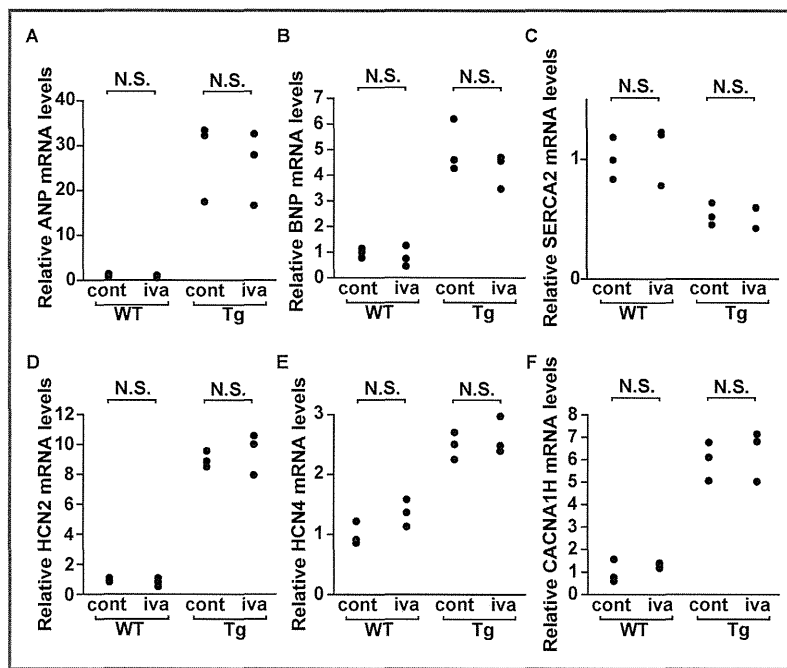 A
N.S.
N.S.
Relative ANP mRNA levels
40
30
20
10
0
cont iva cont iva
WT Tg
B
N.S.
N.S.
Relative BNP mRNA levels
7
6
5
4
3
2
1
0
cont iva cont iva
WT Tg
C
N.S.
N.S.
Relative SERCA2 mRNA levels
1
0
cont iva cont iva
WT Tg
D
N.S.
N.S.
Relative HCN2 mRNA levels
12
10
8
6
4
2
0
cont iva cont iva
WT Tg
E
N.S.
N.S.
Relative HCN4 mRNA levels
3
2
1
0
cont iva cont iva
WT Tg
F
N.S.
N.S.
Relative CACNA1H mRNA levels
8
7
6
5
4
3
2
1
0
cont iva cont iva
WT Tg